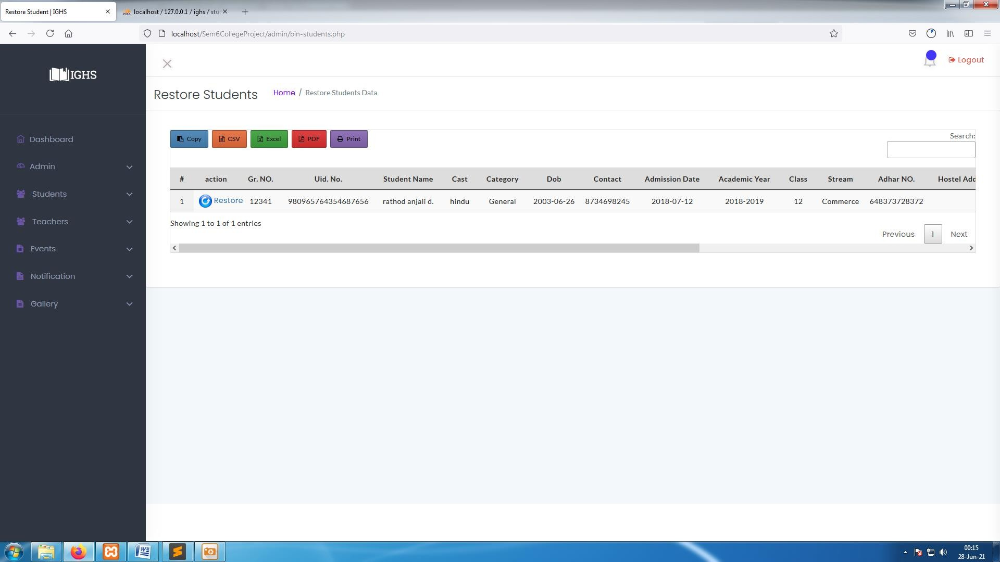 Restore Student | IGHS
localhost / 127.0.0.1 / ighs / stu
localhost/Sem6CollegeProject/admin/bin-students.php
IGHS
Logout
Restore Students
Home / Restore Students Data
Dashboard
Admin
Students
Teachers
Events
Notification
Gallery
Copy CSV Excel PDF Print
Search:
# action Gr. NO. Uid. No. Student Name Cast Category Dob Contact Admission Date Academic Year Class Stream Adhar NO. Hostel Add
1 Restore 12341 980965764354687656 rathod anjali d. hindu General 2003-06-26 8734698245 2018-07-12 2018-2019 12 Commerce 648373728372
Showing 1 to 1 of 1 entries
Previous 1 Next
00:15
28-Jun-21